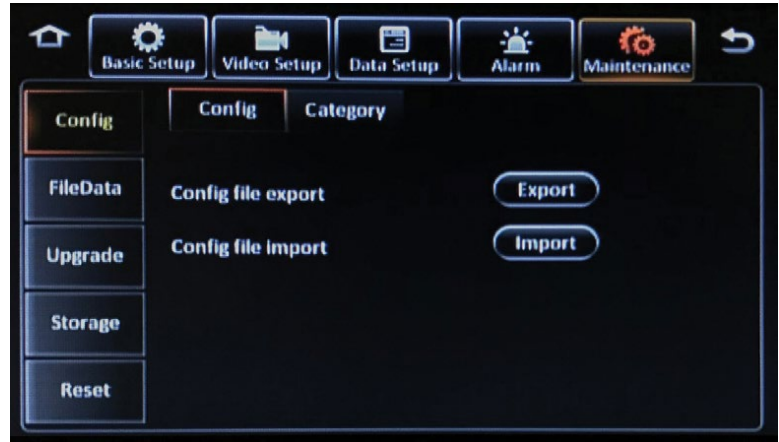 Basic Setup
Video Setup
Data Setup
Alarm
Maintenance
Config
FileData
Upgrade
Storage
Reset
Config Category
Config file export Export
Config file import Import